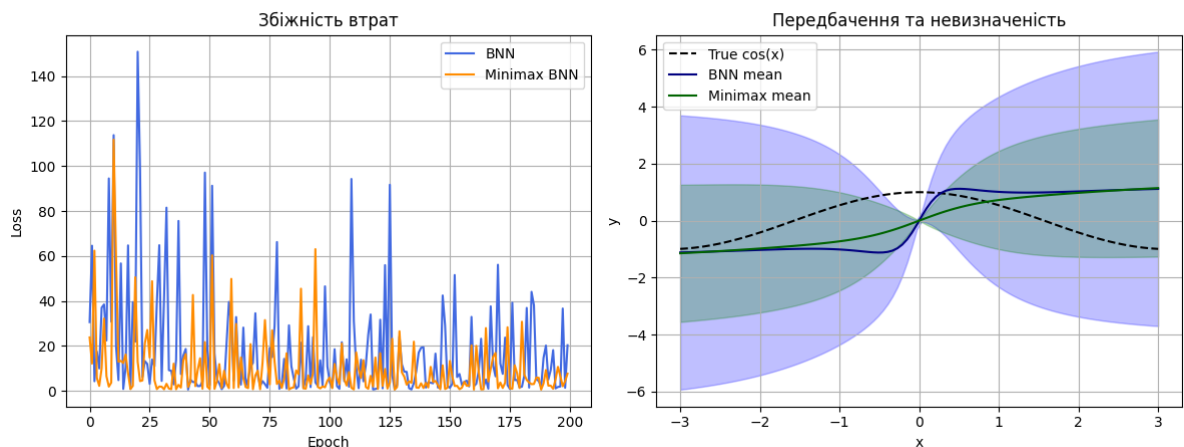 Збіжність втрат
140
120
100
80
60
40
20
0
Loss
0 25 50 75 100 125 150 175 200
Epoch
BNN
Minimax BNN
Передбачення та невизначеність
6
4
2
0
−2
−4
−6
y
−3 −2 −1 0 1 2 3
x
True cos(x)
BNN mean
Minimax mean